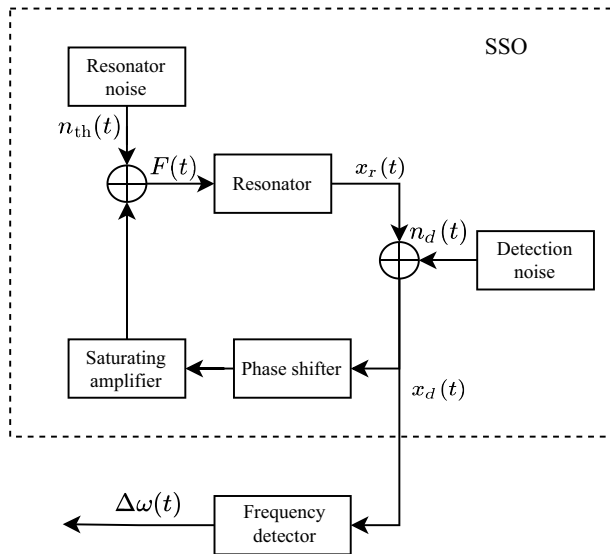 SSO
Resonator
noise
n_th(t)
F(t)
Resonator
x_r(t)
n_d(t)
Detection
noise
Saturating
amplifier
Phase shifter
x_d(t)
Δω(t)
Frequency
detector